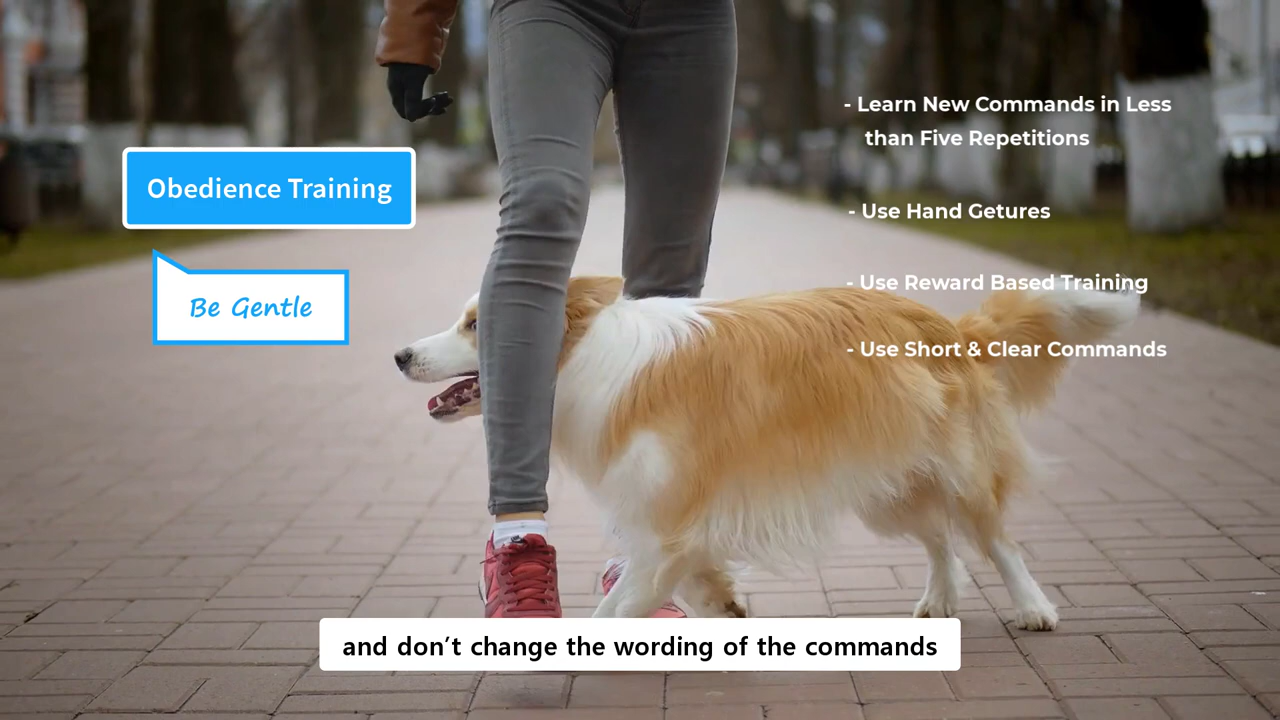 Obedience Training
Be Gentle
- Learn New Commands in Less
than Five Repetitions
- Use Hand Getures
- Use Reward Based Training
- Use Short & Clear Commands
and don’t change the wording of the commands